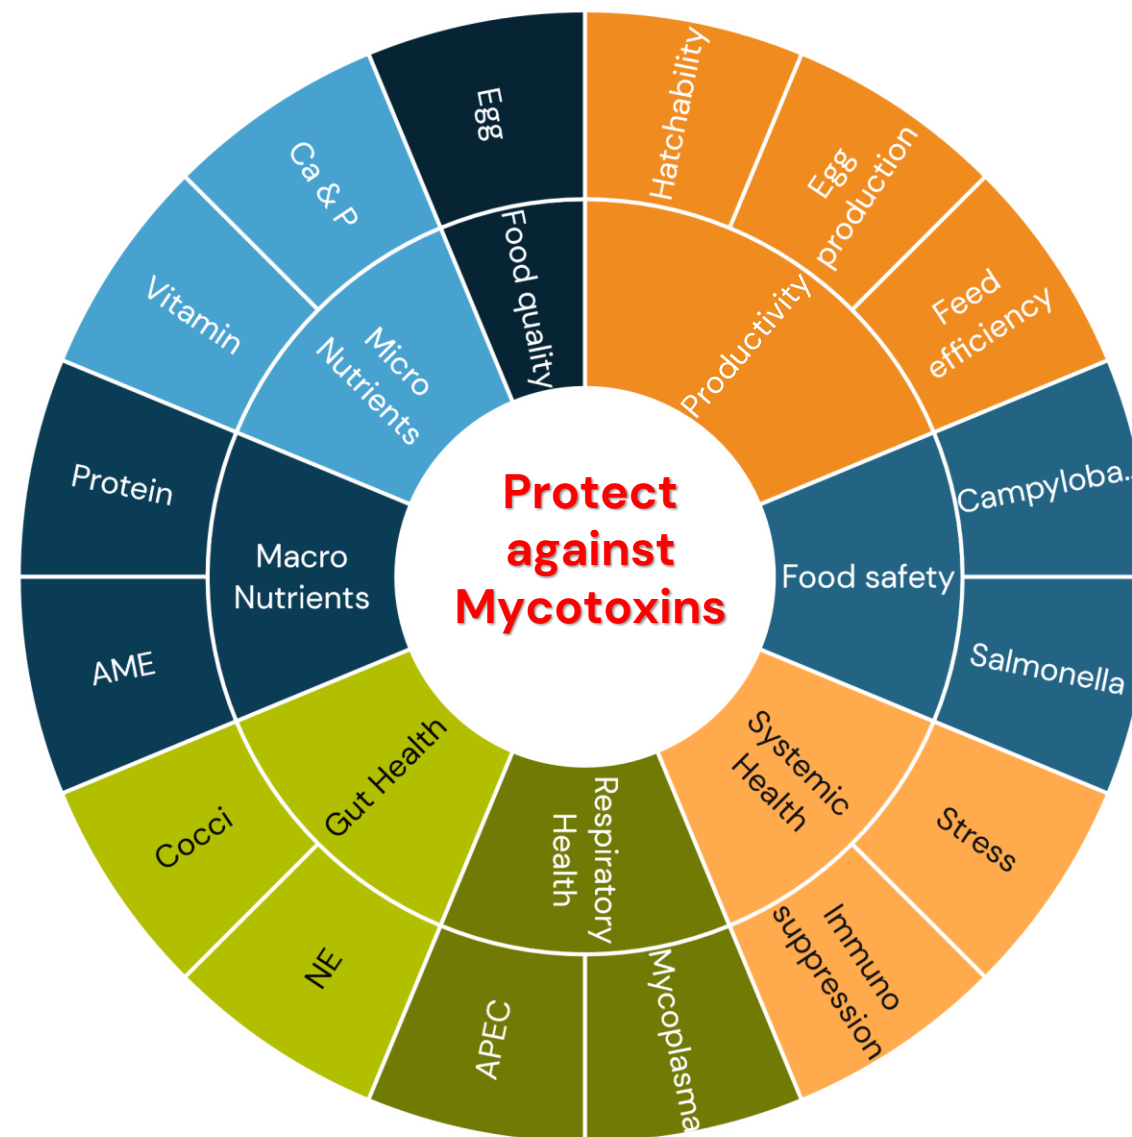 Protect
against
Mycotoxins
Productivity
Hatchability
Egg
production
Feed
efficiency
Food safety
Campyloba...
Salmonella
Systemic
Health
Stress
Immuno
suppression
Respiratory
Health
Mycoplasma
APEC
Gut Health
NE
Cocci
Macro
Nutrients
AME
Protein
Micro
Nutrients
Vitamin
Ca & P
Food quality
Egg